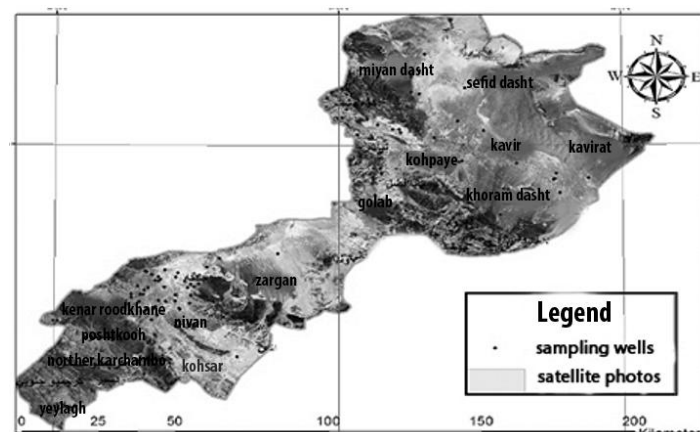 N
miyan dasht
sefid dasht
W E
S
kavir
kavirat
kohpaye
khoram dasht
golab
zargan
kenar roodkhane
nivan
poshtkooh
norther karchamboo
kohsar
yeylagh
Legend
sampling wells
satellite photos
0 25 50 100 150 200